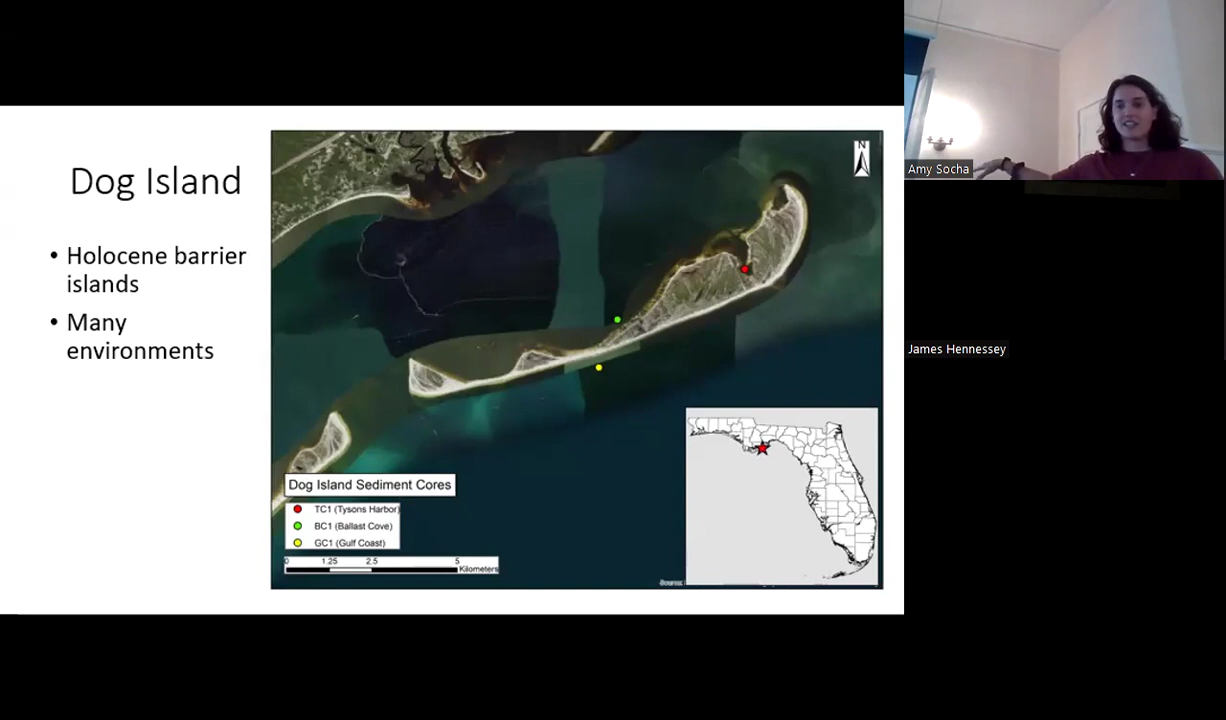 Dog Island
• Holocene barrier
islands
• Many
environments
N
Dog Island Sediment Cores
TC1 (Tysons Harbor)
BC1 (Ballast Cove)
GC1 (Gulf Coast)
0 1.25 2.5 5
Kilometers
Source:
Amy Socha
James Hennessey